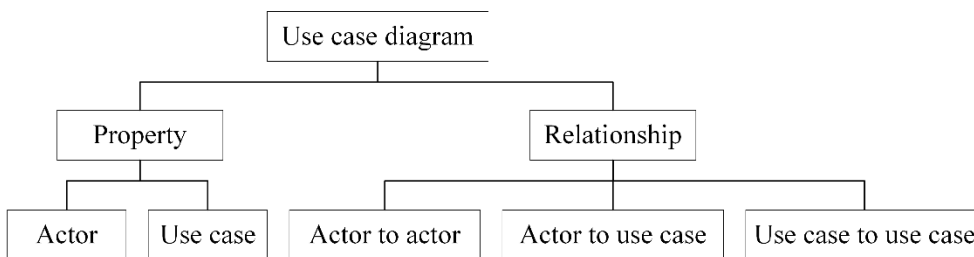 Use case diagram
Property
Relationship
Actor
Use case
Actor to actor
Actor to use case
Use case to use case